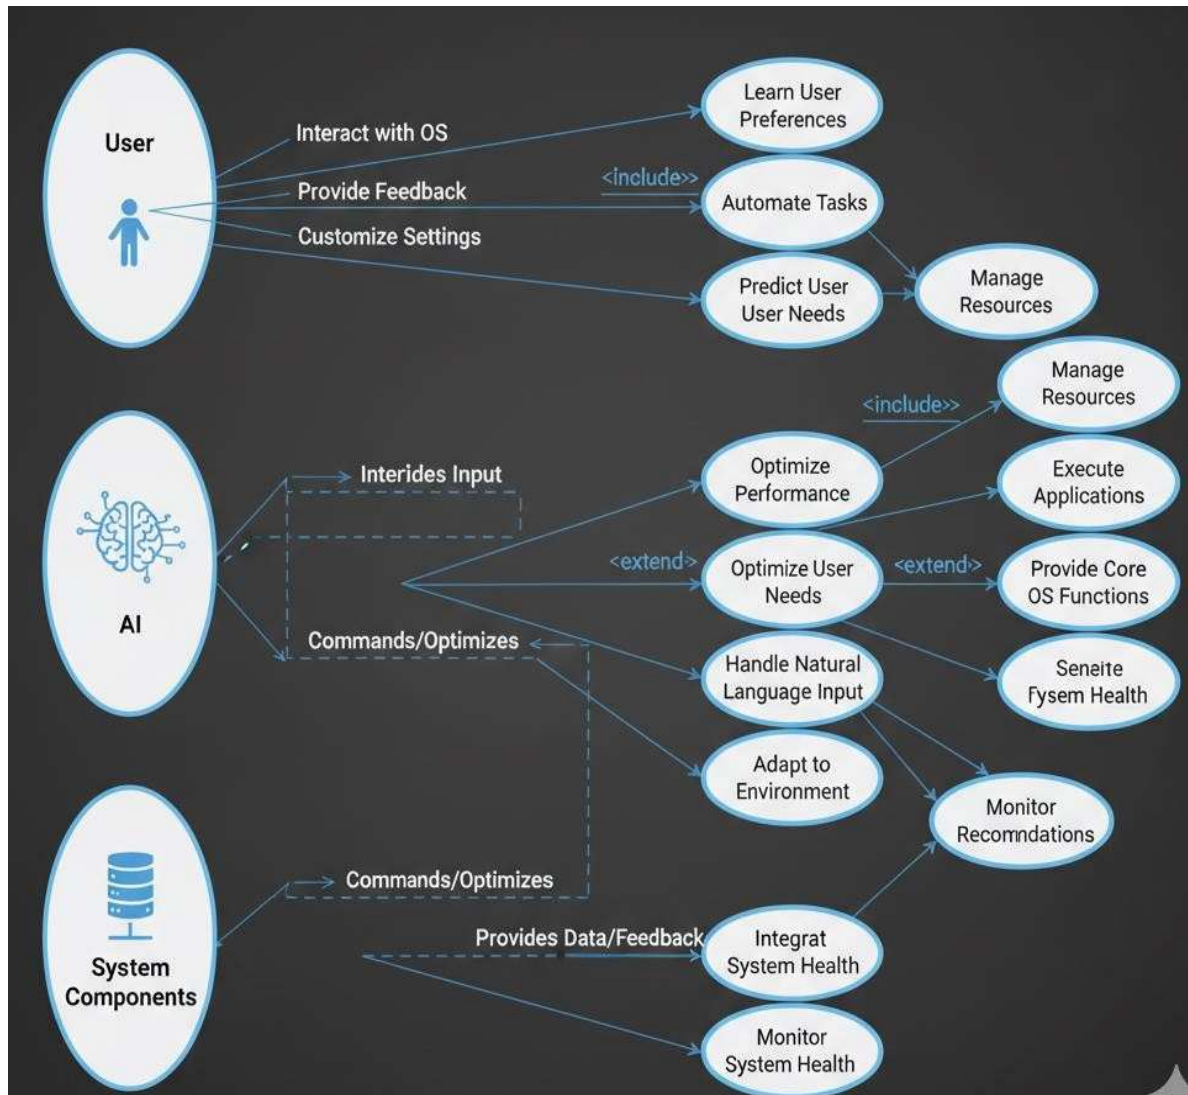 User
Interact with OS
Provide Feedback
Customize Settings
<include>>
Learn User
Preferences
Automate Tasks
Predict User
User Needs
Manage
Resources
AI
Interides Input
Commands/Optimizes
<include>>
<extend>
<extend>
Optimize
Performance
Optimize User
Needs
Handle Natural
Language Input
Adapt to
Environment
Manage
Resources
Execute
Applications
Provide Core
OS Functions
Seneite
Fysem Health
Monitor
Recomndations
System
Components
Commands/Optimizes
Provides Data/Feedback
Integrat
System Health
Monitor
System Health